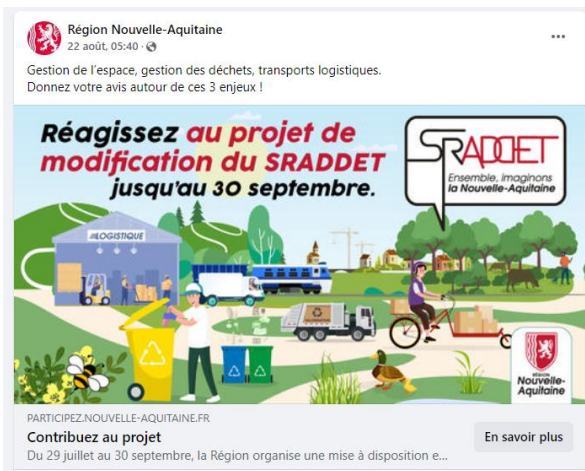 Région Nouvelle-Aquitaine
22 août, 05:40 ·
Gestion de l'espace, gestion des déchets, transports logistiques.
Donnez votre avis autour de ces 3 enjeux !
Réagissez au projet de
modification du SRADDET
jusqu'au 30 septembre.
SRADDET
Ensemble, imaginons
la Nouvelle-Aquitaine
#LOGISTIQUE
RÉGION
Nouvelle-
Aquitaine
PARTICIPEZ.NOUVELLE-AQUITAINE.FR
Contribuez au projet
Du 29 juillet au 30 septembre, la Région organise une mise à disposition e...
En savoir plus